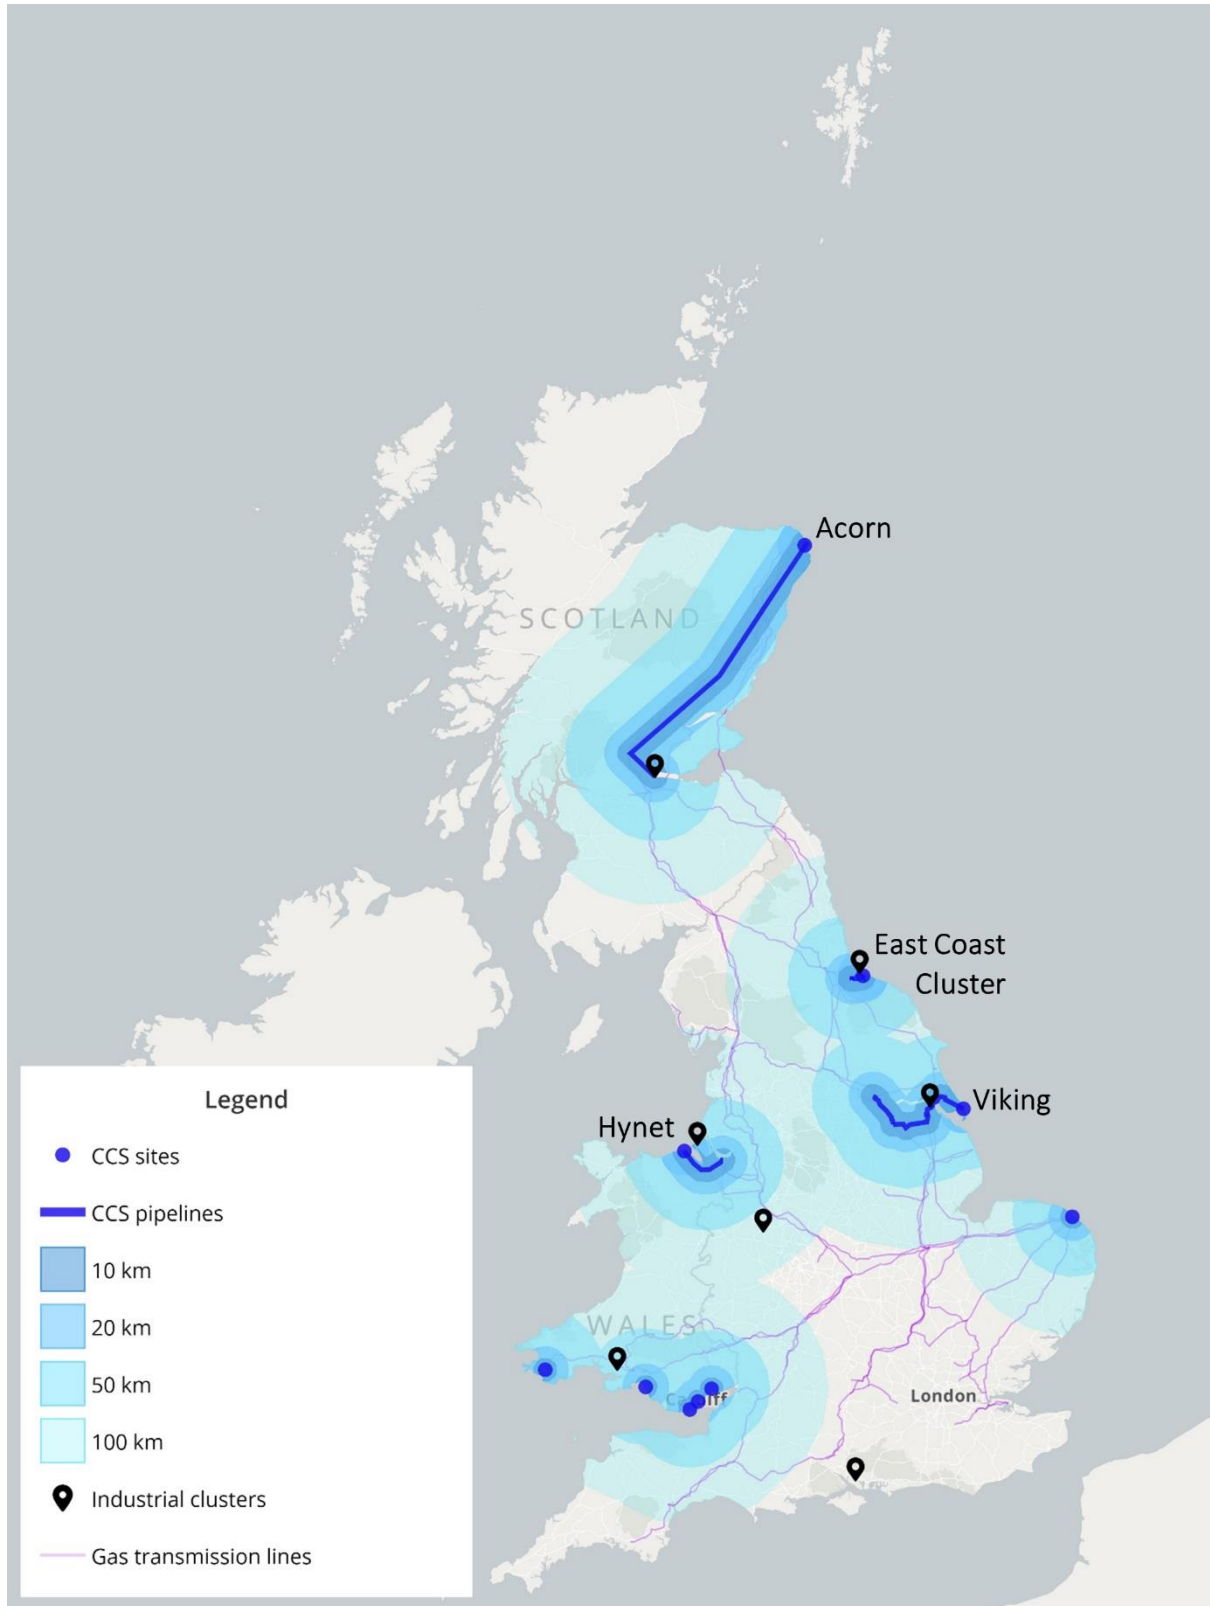 Acorn
SCOTLAND
East Coast
Cluster
Viking
Hynet
WALES
Cardiff
London
Legend
CCS sites
CCS pipelines
10 km
20 km
50 km
100 km
Industrial clusters
Gas transmission lines